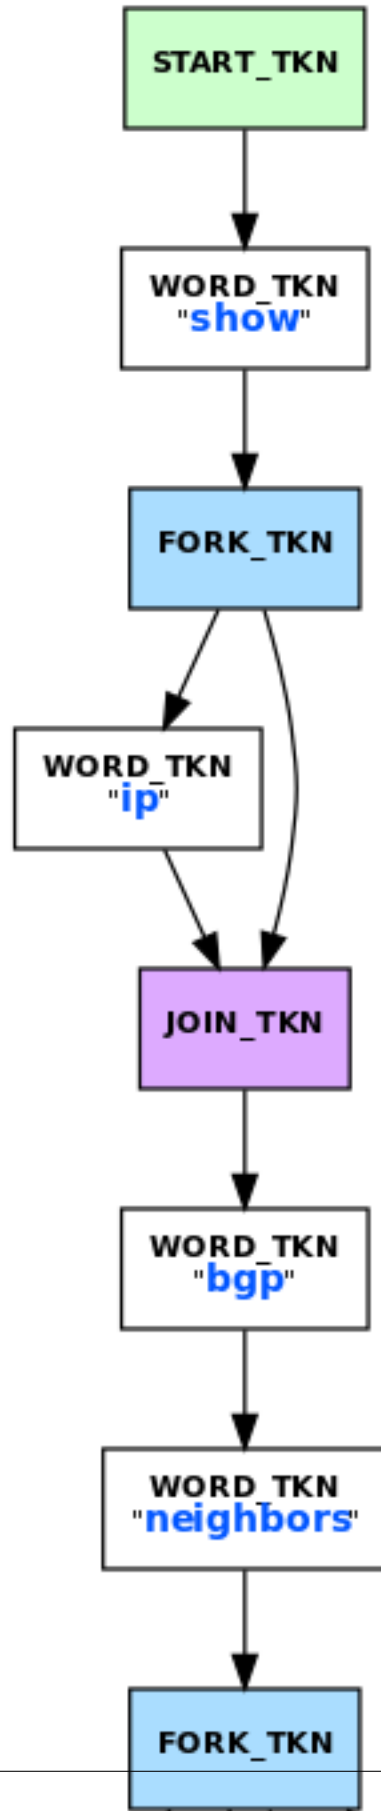 START_TKN
WORD_TKN
"show"
FORK_TKN
WORD_TKN
"ip"
JOIN_TKN
WORD_TKN
"bgp"
WORD_TKN
"neighbors"
FORK_TKN